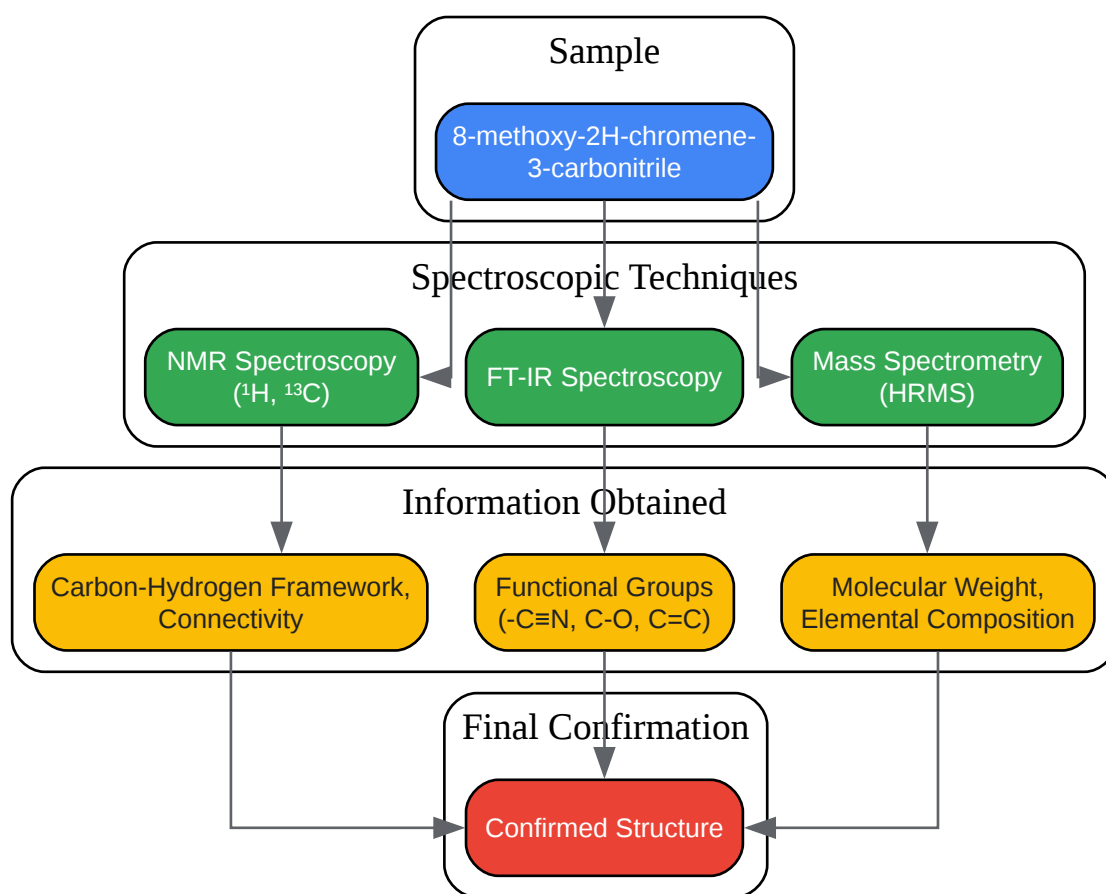 Sample
8-methoxy-2H-chromene-
3-carbonitrile
Spectroscopic Techniques
NMR Spectroscopy
(¹H, ¹³C)
FT-IR Spectroscopy
Mass Spectrometry
(HRMS)
Information Obtained
Carbon-Hydrogen Framework,
Connectivity
Functional Groups
(-C≡N, C-O, C=C)
Molecular Weight,
Elemental Composition
Final Confirmation
Confirmed Structure